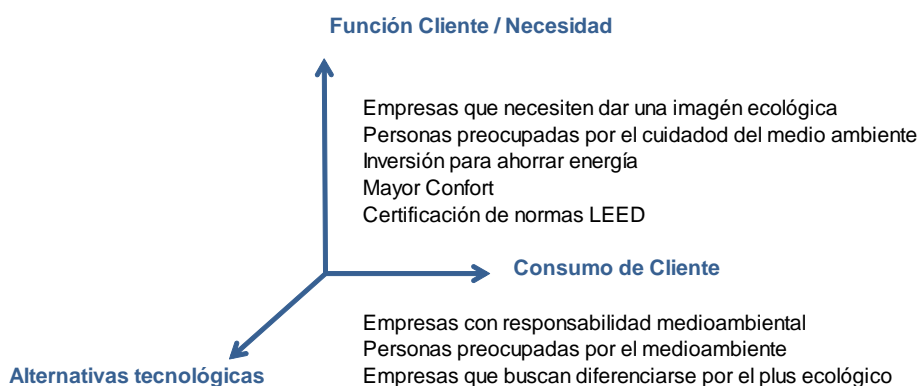 Función Cliente / Necesidad
Empresas que necesiten dar una imagén ecológica
Personas preocupadas por el cuidadod del medio ambiente
Inversión para ahorrar energía
Mayor Confort
Certificación de normas LEED
Consumo de Cliente
Empresas con responsabilidad medioambiental
Personas preocupadas por el medioambiente
Alternativas tecnológicas
Empresas que buscan diferenciarse por el plus ecológico